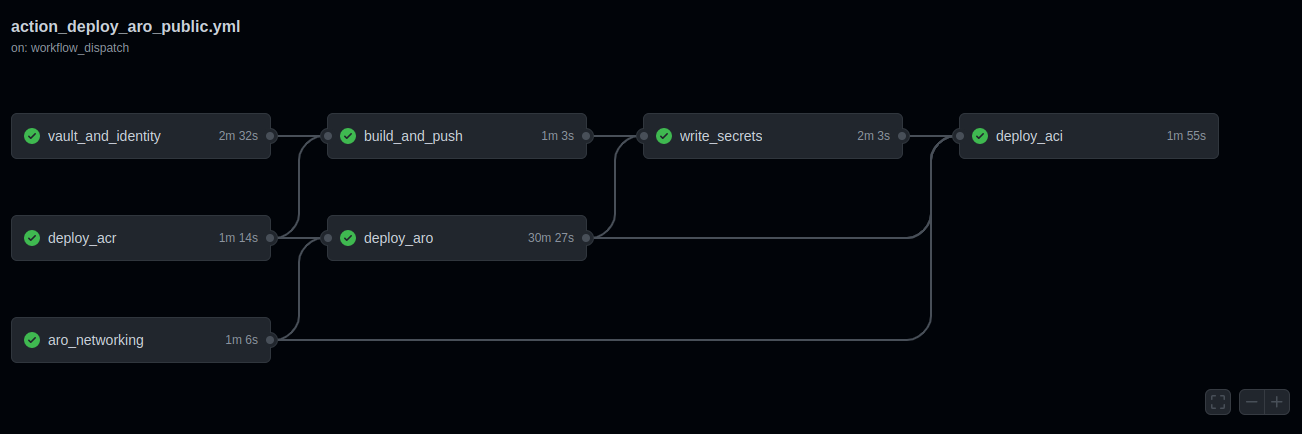 action_deploy_aro_public.yml
on: workflow_dispatch
vault_and_identity 2m 32s
build_and_push 1m 3s
write_secrets 2m 3s
deploy_aci 1m 55s
deploy_acr 1m 14s
deploy_aro 30m 27s
aro_networking 1m 6s